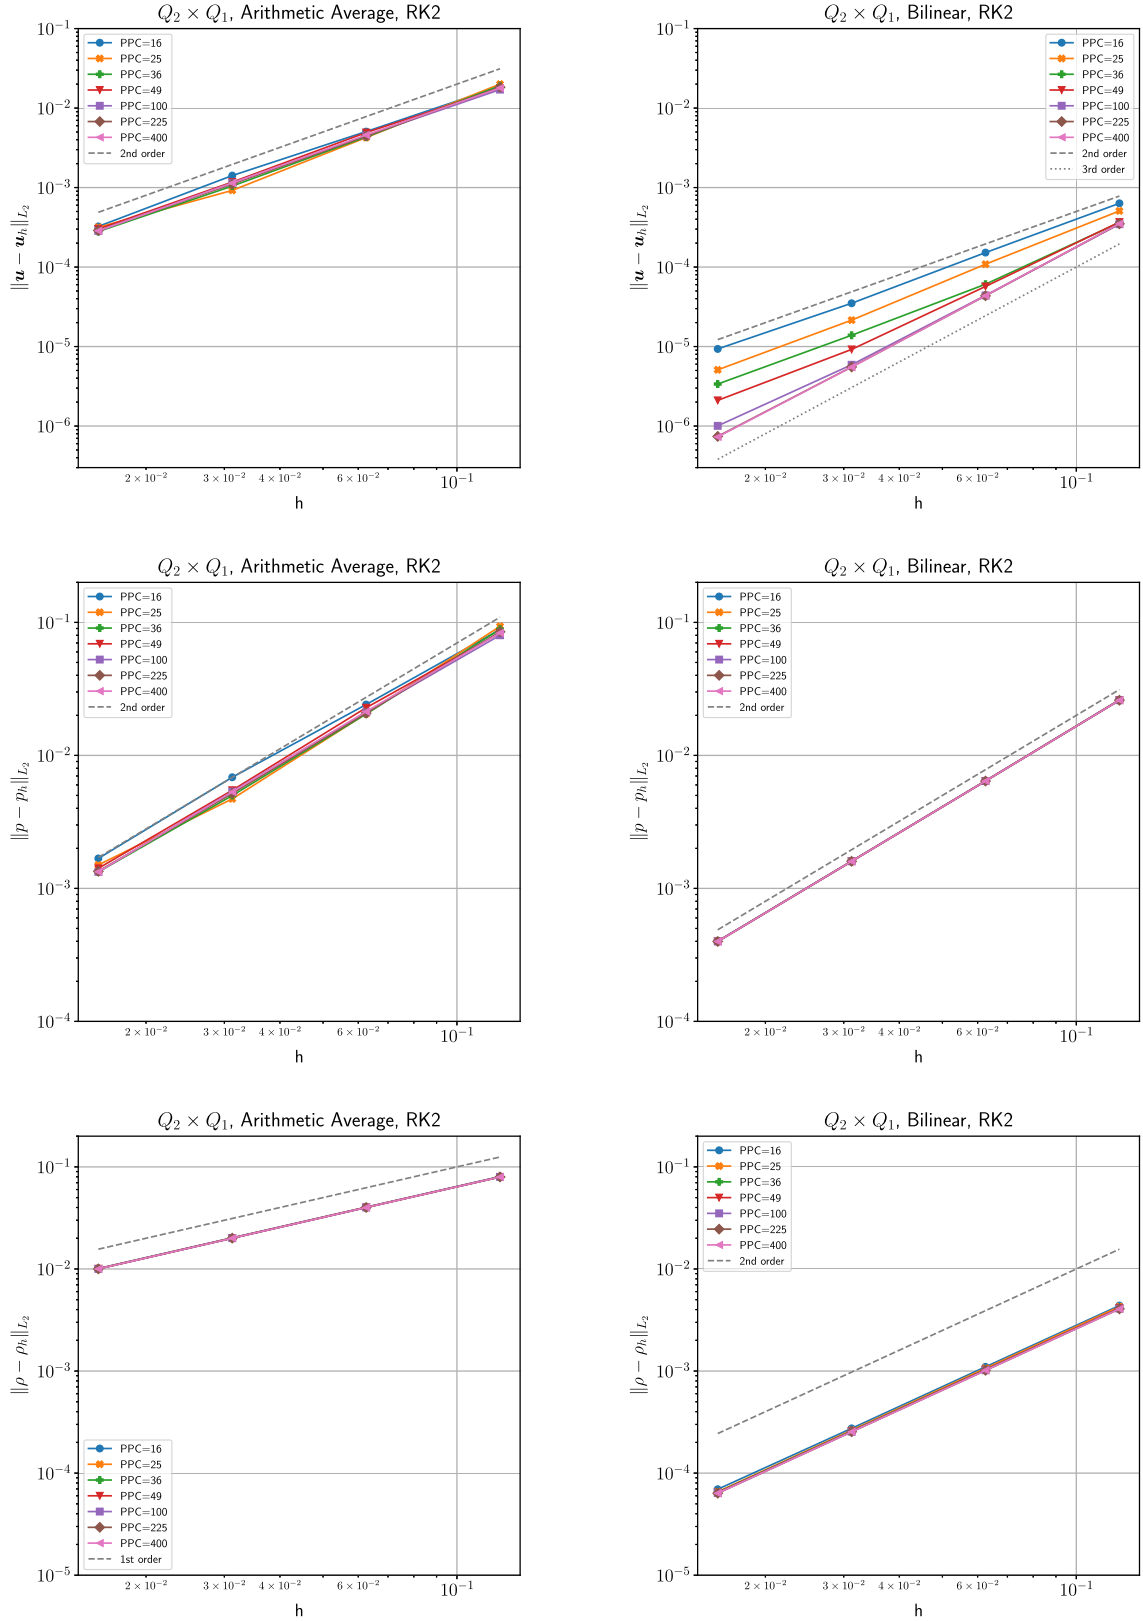 Q₂ × Q₁, Arithmetic Average, RK2
10⁻¹
10⁻²
10⁻³
10⁻⁴
10⁻⁵
10⁻⁶
‖u − u_h‖_{L₂}
PPC=16
PPC=25
PPC=36
PPC=49
PPC=100
PPC=225
PPC=400
2nd order
2 × 10⁻²
3 × 10⁻²
4 × 10⁻²
6 × 10⁻²
10⁻¹
h
Q₂ × Q₁, Bilinear, RK2
10⁻¹
10⁻²
10⁻³
10⁻⁴
10⁻⁵
10⁻⁶
‖u − u_h‖_{L₂}
PPC=16
PPC=25
PPC=36
PPC=49
PPC=100
PPC=225
PPC=400
2nd order
3rd order
2 × 10⁻²
3 × 10⁻²
4 × 10⁻²
6 × 10⁻²
10⁻¹
h
Q₂ × Q₁, Arithmetic Average, RK2
10⁻¹
10⁻²
10⁻³
10⁻⁴
‖p − p_h‖_{L₂}
PPC=16
PPC=25
PPC=36
PPC=49
PPC=100
PPC=225
PPC=400
2nd order
2 × 10⁻²
3 × 10⁻²
4 × 10⁻²
6 × 10⁻²
10⁻¹
h
Q₂ × Q₁, Bilinear, RK2
10⁻¹
10⁻²
10⁻³
10⁻⁴
‖p − p_h‖_{L₂}
PPC=16
PPC=25
PPC=36
PPC=49
PPC=100
PPC=225
PPC=400
2nd order
2 × 10⁻²
3 × 10⁻²
4 × 10⁻²
6 × 10⁻²
10⁻¹
h
Q₂ × Q₁, Arithmetic Average, RK2
10⁻¹
10⁻²
10⁻³
10⁻⁴
10⁻⁵
‖ρ − ρ_h‖_{L₂}
PPC=16
PPC=25
PPC=36
PPC=49
PPC=100
PPC=225
PPC=400
1st order
2 × 10⁻²
3 × 10⁻²
4 × 10⁻²
6 × 10⁻²
10⁻¹
h
Q₂ × Q₁, Bilinear, RK2
10⁻¹
10⁻²
10⁻³
10⁻⁴
10⁻⁵
‖ρ − ρ_h‖_{L₂}
PPC=16
PPC=25
PPC=36
PPC=49
PPC=100
PPC=225
PPC=400
2nd order
2 × 10⁻²
3 × 10⁻²
4 × 10⁻²
6 × 10⁻²
10⁻¹
h